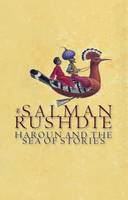 SALMAN
RUSHDIE
HAROUN AND THE
SEA OF STORIES